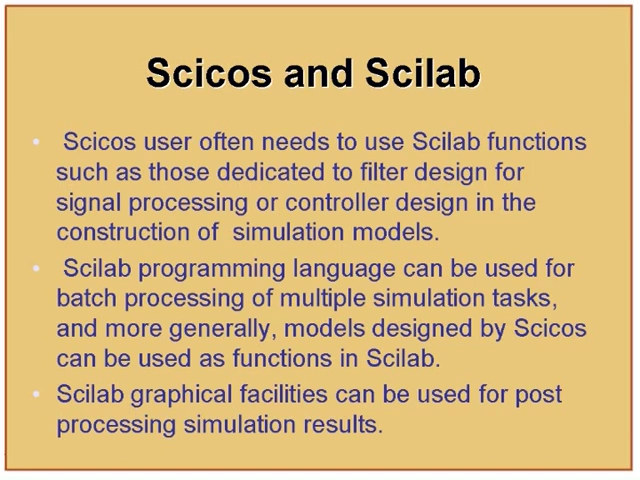 Scicos and Scilab
• Scicos user often needs to use Scilab functions
such as those dedicated to filter design for
signal processing or controller design in the
construction of  simulation models.
• Scilab programming language can be used for
batch processing of multiple simulation tasks,
and more generally, models designed by Scicos
can be used as functions in Scilab.
• Scilab graphical facilities can be used for post
processing simulation results.